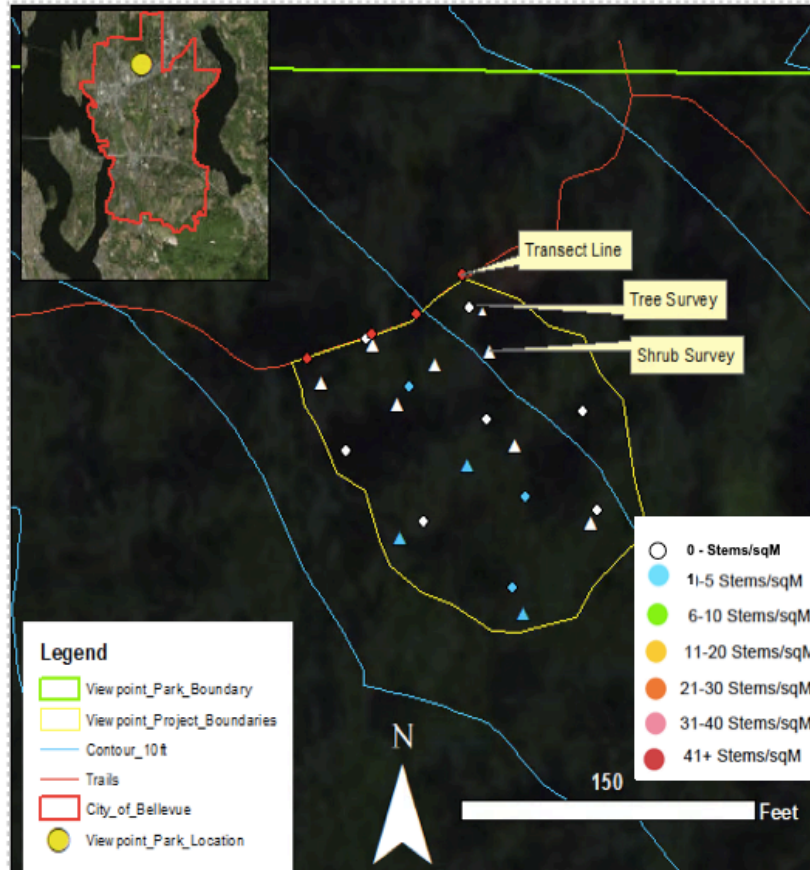 Transect Line
Tree Survey
Shrub Survey
0 - Stems/sqM
1)-5 Stems/sqM
6-10 Stems/sqM
11-20 Stems/sqM
21-30 Stems/sqM
31-40 Stems/sqM
41+ Stems/sqM
Legend
Viewpoint_Park_Boundary
Viewpoint_Project_Boundaries
Contour_10ft
Trails
City_of_Bellevue
Viewpoint_Park_Location
N
150
Feet